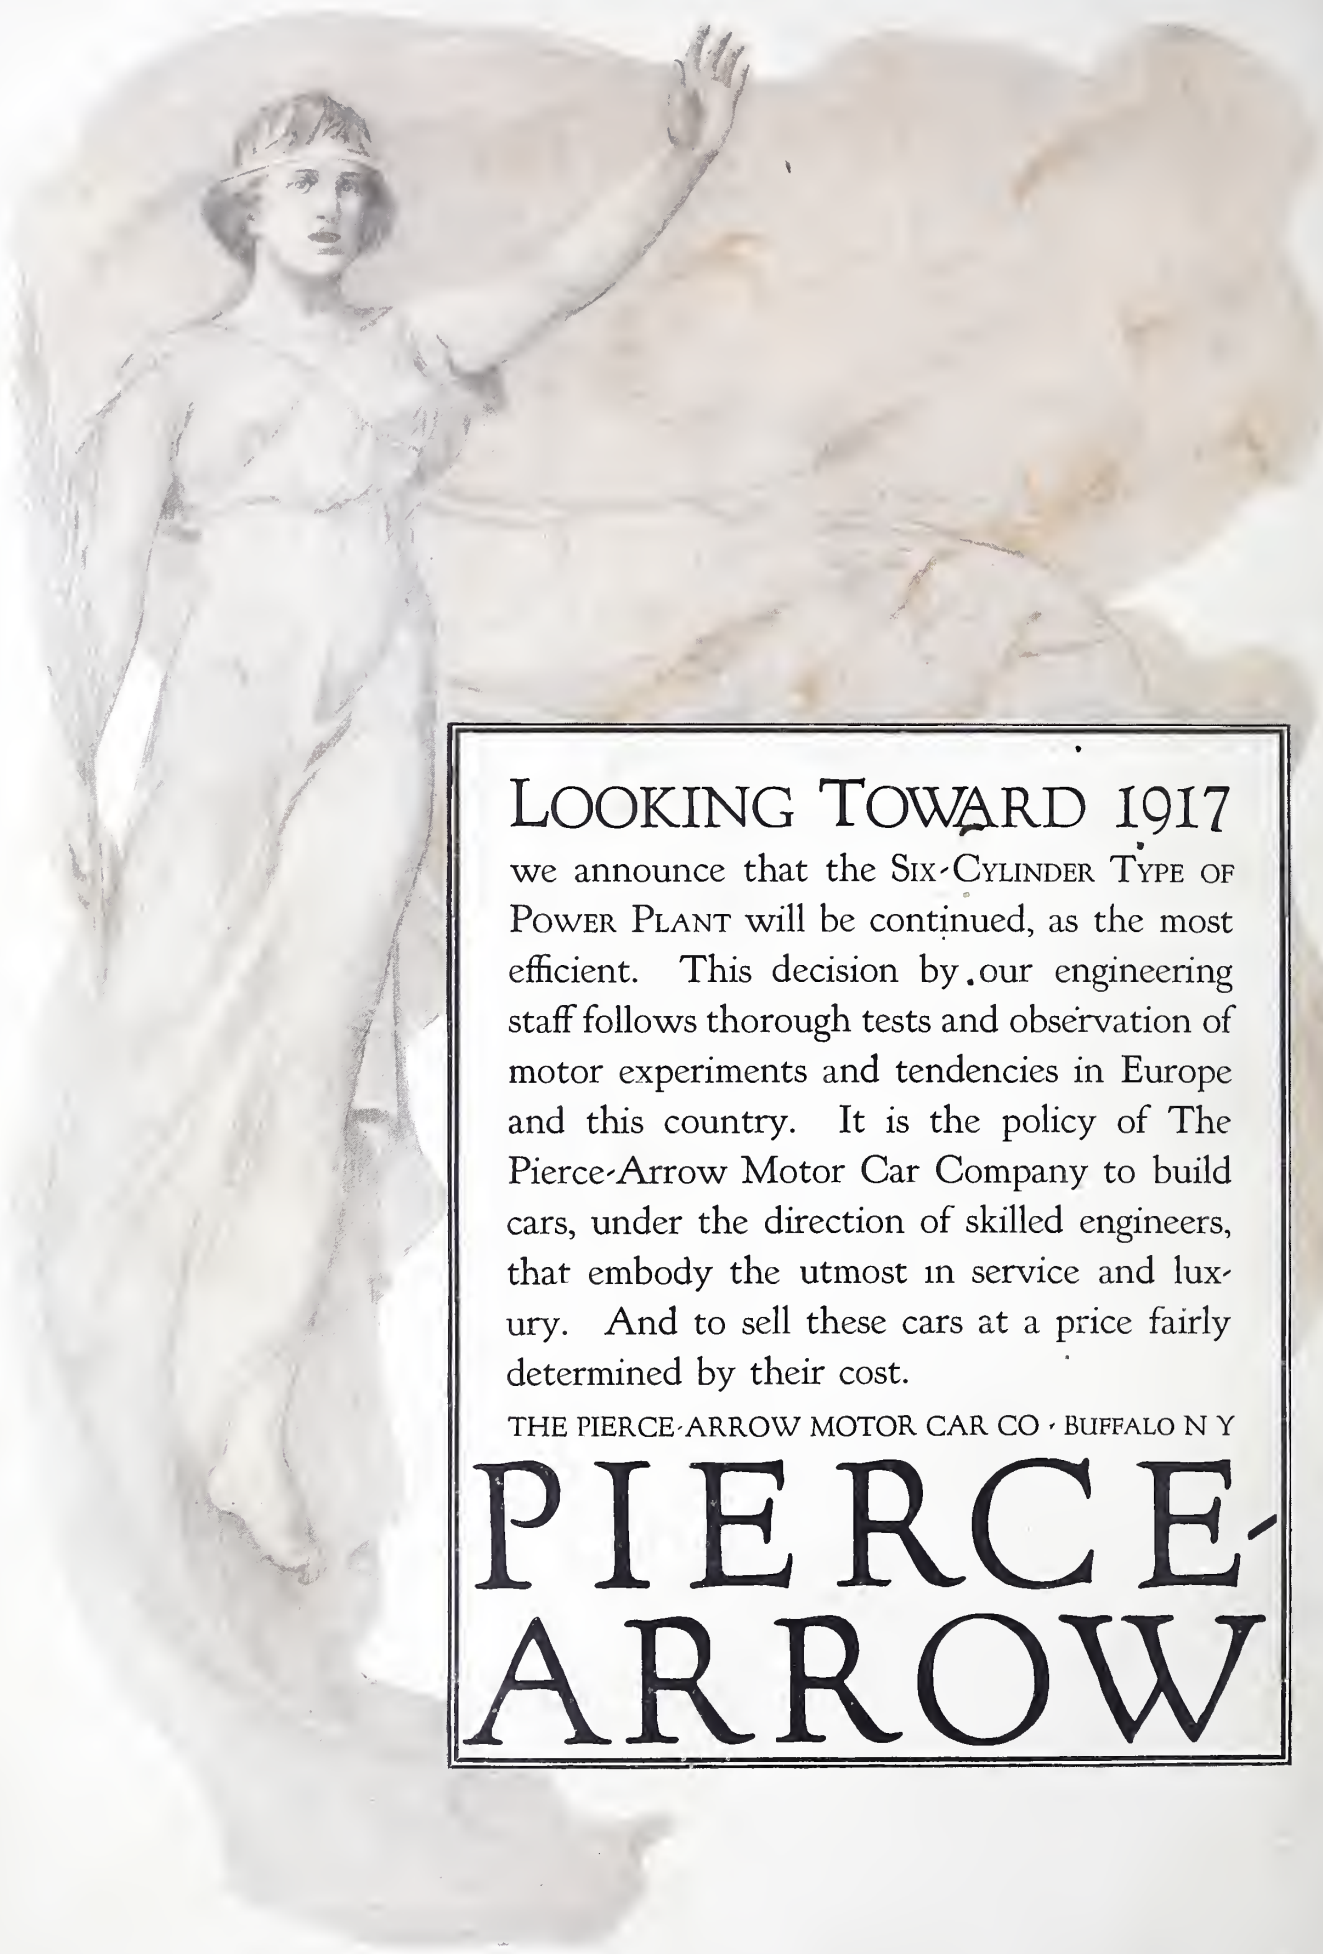 LOOKING TOWARD 1917
we announce that the SIX-CYLINDER TYPE OF
POWER PLANT will be continued, as the most
efficient. This decision by our engineering
staff follows thorough tests and observation of
motor experiments and tendencies in Europe
and this country. It is the policy of The
Pierce-Arrow Motor Car Company to build
cars, under the direction of skilled engineers,
that embody the utmost in service and lux-
ury. And to sell these cars at a price fairly
determined by their cost.
THE PIERCE-ARROW MOTOR CAR CO - BUFFALO N Y
PIERCE-
ARROW